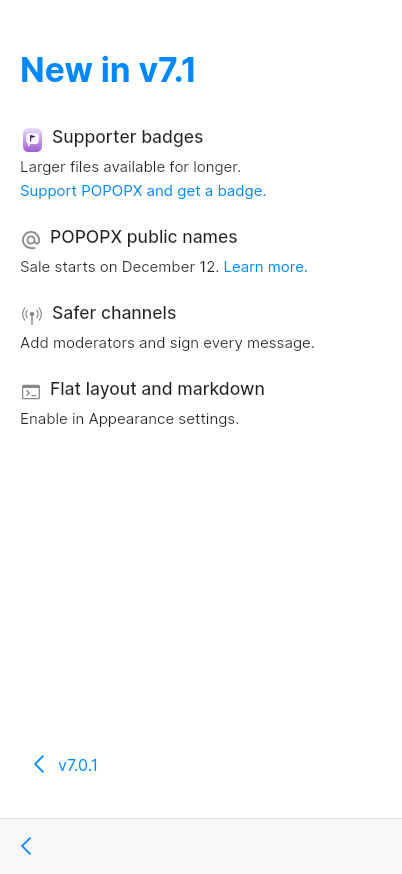 New in v7.1
Supporter badges
Larger files available for longer.
Support POPOPX and get a badge.
POPOPX public names
Sale starts on December 12. Learn more.
Safer channels
Add moderators and sign every message.
Flat layout and markdown
Enable in Appearance settings.
v7.0.1